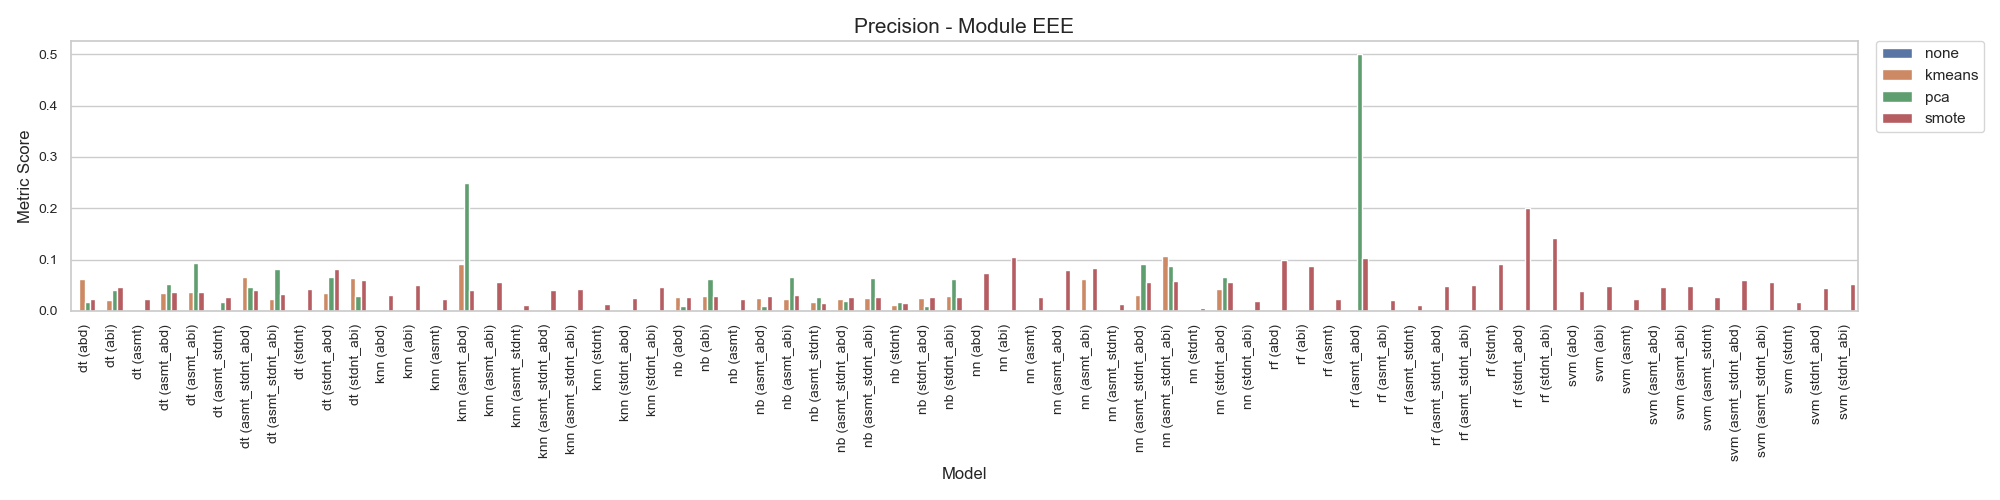 Precision - Module EEE
none
kmeans
pca
smote
Metric Score
0.5
0.4
0.3
0.2
0.1
0.0
dt (abd)
dt (abi)
dt (asmt)
dt (asmt_abd)
dt (asmt_abi)
dt (asmt_stdnt)
dt (asmt_stdnt_abd)
dt (asmt_stdnt_abi)
dt (stdnt)
dt (stdnt_abd)
dt (stdnt_abi)
knn (abd)
knn (abi)
knn (asmt)
knn (asmt_abd)
knn (asmt_abi)
knn (asmt_stdnt)
knn (asmt_stdnt_abd)
knn (asmt_stdnt_abi)
knn (stdnt)
knn (stdnt_abd)
knn (stdnt_abi)
nb (abd)
nb (abi)
nb (asmt)
nb (asmt_abd)
nb (asmt_abi)
nb (asmt_stdnt)
nb (asmt_stdnt_abd)
nb (asmt_stdnt_abi)
nb (stdnt)
nb (stdnt_abd)
nb (stdnt_abi)
nn (abd)
nn (abi)
nn (asmt)
nn (asmt_abd)
nn (asmt_abi)
nn (asmt_stdnt)
nn (asmt_stdnt_abd)
nn (asmt_stdnt_abi)
nn (stdnt)
nn (stdnt_abd)
nn (stdnt_abi)
rf (abd)
rf (abi)
rf (asmt)
rf (asmt_abd)
rf (asmt_abi)
rf (asmt_stdnt)
rf (asmt_stdnt_abd)
rf (asmt_stdnt_abi)
rf (stdnt)
rf (stdnt_abd)
rf (stdnt_abi)
svm (abd)
svm (abi)
svm (asmt)
svm (asmt_abd)
svm (asmt_abi)
svm (asmt_stdnt)
svm (asmt_stdnt_abd)
svm (asmt_stdnt_abi)
svm (stdnt)
svm (stdnt_abd)
svm (stdnt_abi)
Model